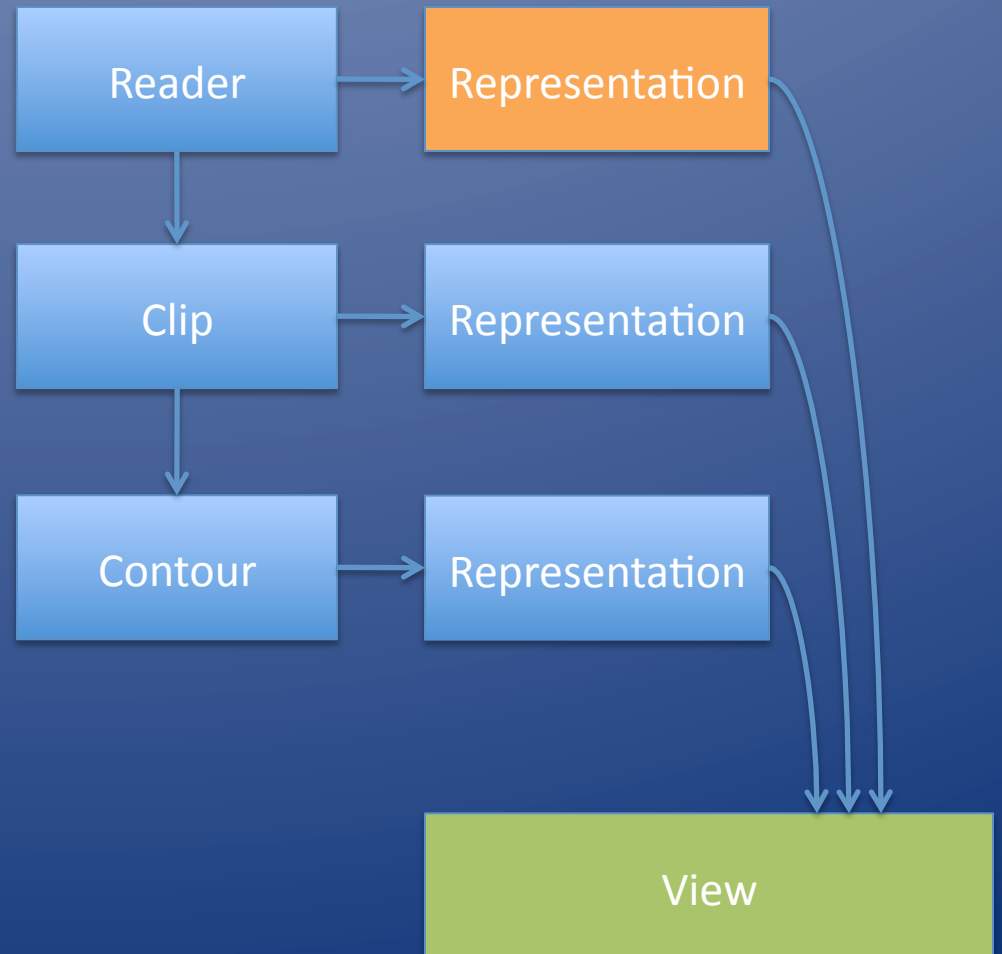 Reader
Representation
Clip
Representation
Contour
Representation
View